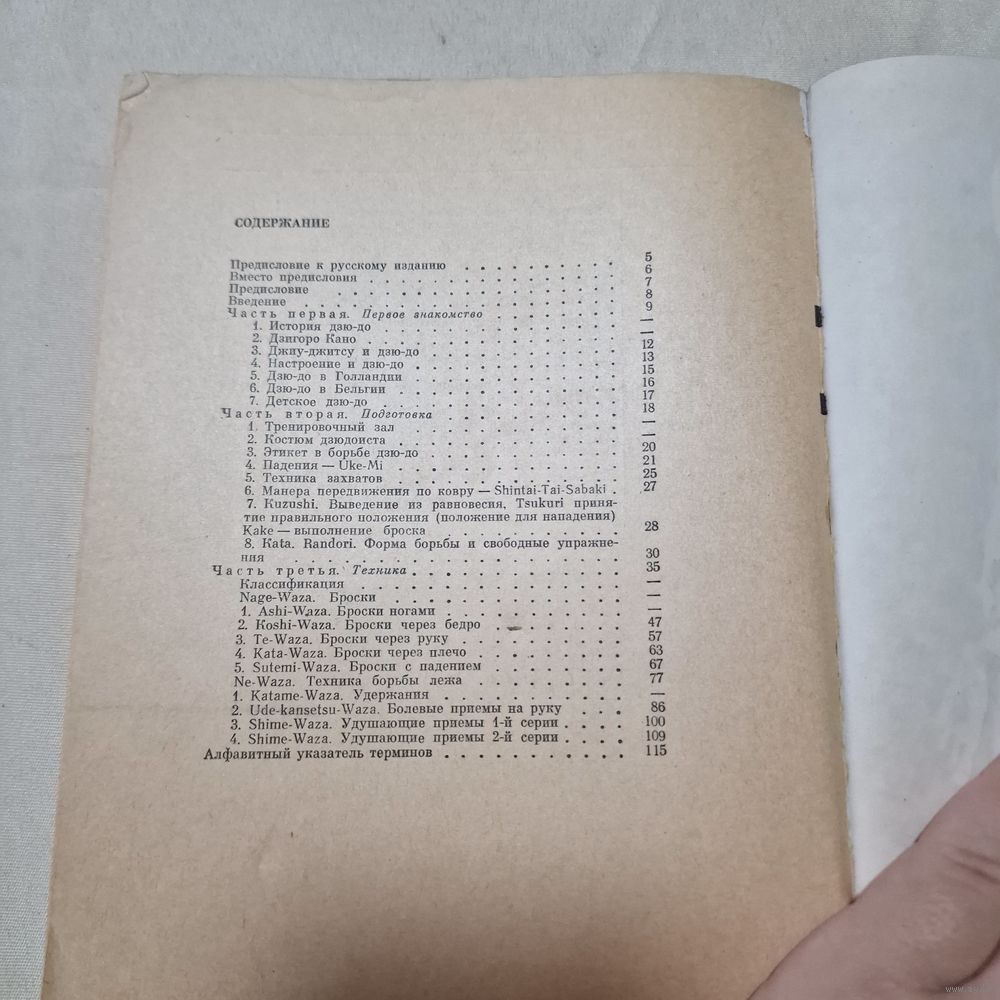 СОДЕРЖАНИЕ
Предисловие к русскому изданию . . . . . . . 5
Вместо предисловия . . . . . . . . . . . 6
Предисловие . . . . . . . . . . . . 7
Введение . . . . . . . . . . . . . 8
Часть первая. Первое знакомство . . . . . . 9
1. История дзю-до . . . . . . . . . . —
2. Дзигоро Кано . . . . . . . . . . .
3. Джиу-джитсу и дзю-до . . . . . . . . 12
4. Настроение и дзю-до . . . . . . . . . 13
5. Дзю-до в Голландии . . . . . . . . . 15
6. Дзю-до в Бельгии . . . . . . . . . . 16
7. Детское дзю-до . . . . . . . . . . 17
Часть вторая. Подготовка . . . . . . . . 18
1. Тренировочный зал . . . . . . . . . —
2. Костюм дзюдоиста . . . . . . . . . —
3. Этикет в борьбе дзю-до . . . . . . . . 20
4. Падения — Uke-Mi . . . . . . . . . 21
5. Техника захватов . . . . . . . . . . 25
6. Манера передвижения по ковру — Shintai-Tai-Sabaki . 27
7. Kuzushi. Выведение из равновесия. Tsukuri приня-
тие правильного положения (положение для нападения)
Kake — выполнение броска . . . . . . . . 28
8. Kata. Randori. Форма борьбы и свободные упражне-
ния . . . . . . . . . . . . . . 30
Часть третья. Техника . . . . . . . . . 35
Классификация . . . . . . . . . . . —
Nage-Waza. Броски . . . . . . . . . . —
1. Ashi-Waza. Броски ногами . . . . . . . —
2. Koshi-Waza. Броски через бедро . . . . . . 47
3. Te-Waza. Броски через руку . . . . . . . 57
4. Kata-Waza. Броски через плечо . . . . . . 63
5. Sutemi-Waza. Броски с падением . . . . . . 67
Ne-Waza. Техника борьбы лежа . . . . . . . 77
1. Katame-Waza. Удержания . . . . . . . . —
2. Ude-kansetsu-Waza. Болевые приемы на руку . . . 86
3. Shime-Waza. Удушающие приемы 1-й серии . . . . 100
4. Shime-Waza. Удушающие приемы 2-й серии . . . . 109
Алфавитный указатель терминов . . . . . . . . 115